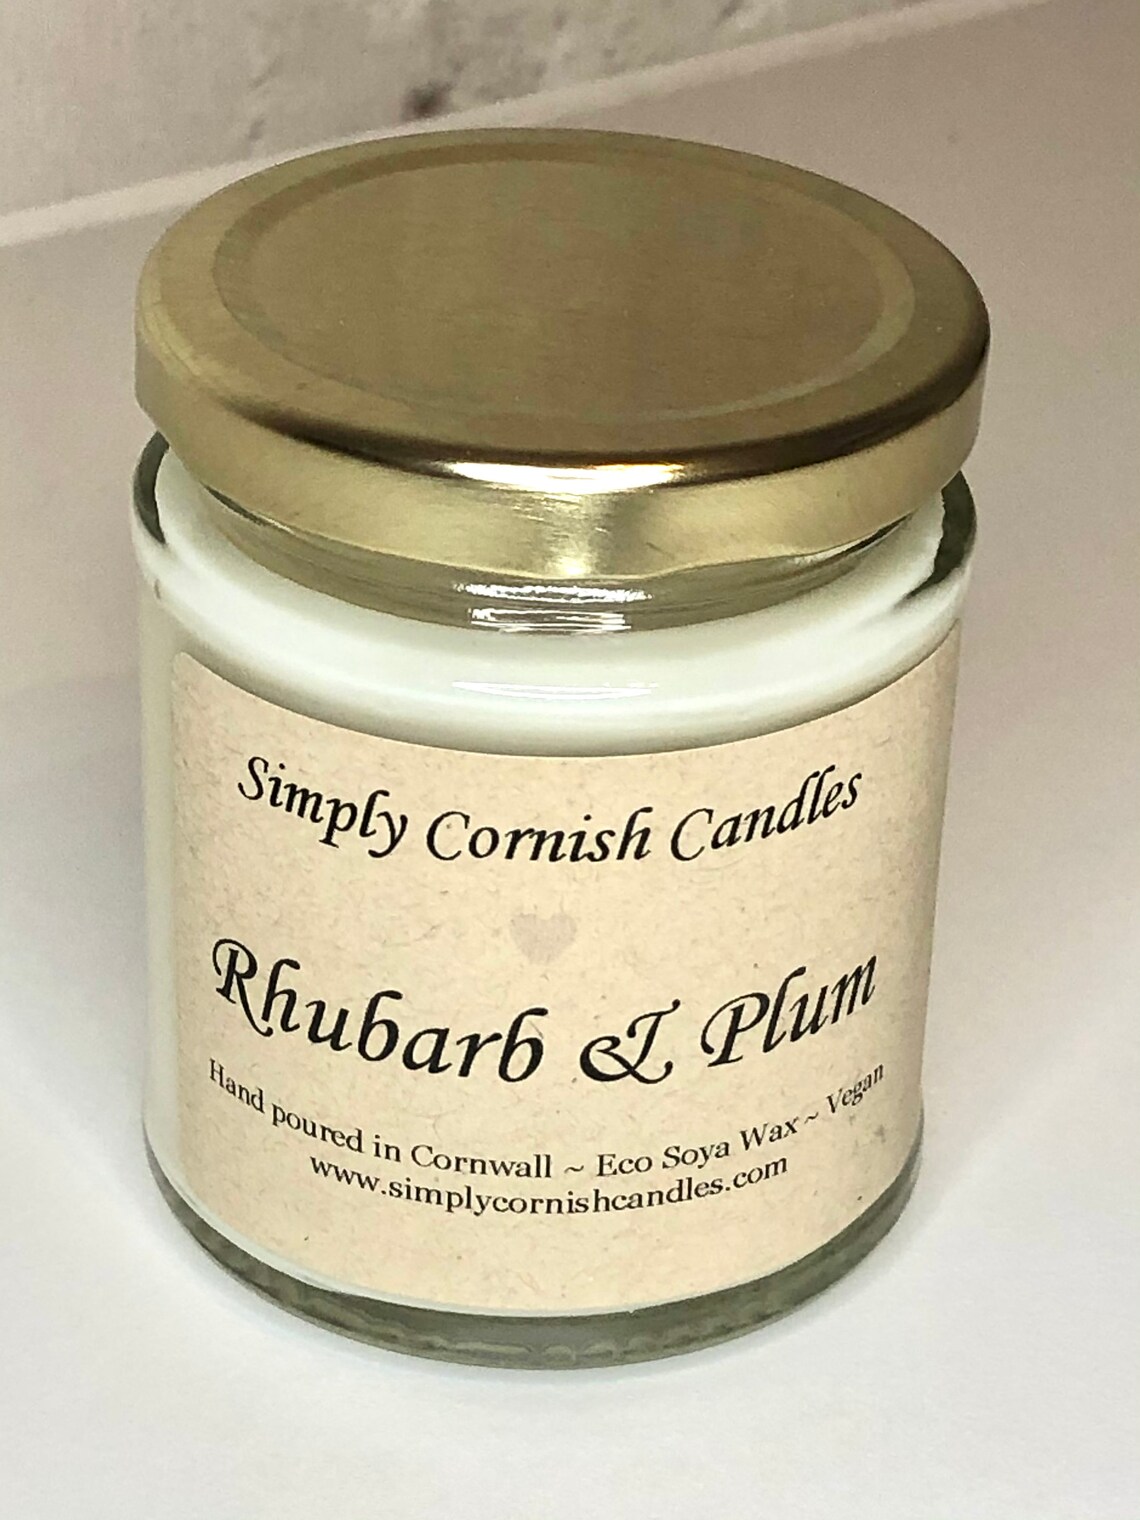 Simply Cornish Candles
Rhubarb & Plum
Hand poured in Cornwall ~ Eco Soya Wax ~ Vegan
www.simplycornishcandles.com